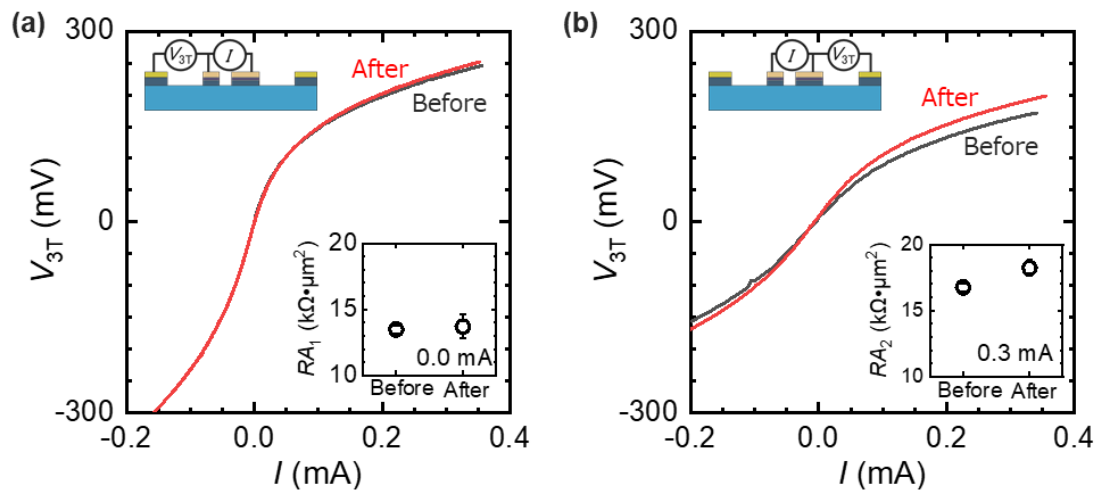 (a)
300
0
-300
V3T (mV)
-0.2
0.0
0.2
0.4
I (mA)
V3T
I
After
Before
20
15
10
RA1 (kΩ•μm2)
0.0 mA
Before
After
(b)
300
0
-300
V3T (mV)
-0.2
0.0
0.2
0.4
I (mA)
I
V3T
After
Before
20
15
10
RA2 (kΩ•μm2)
0.3 mA
Before
After